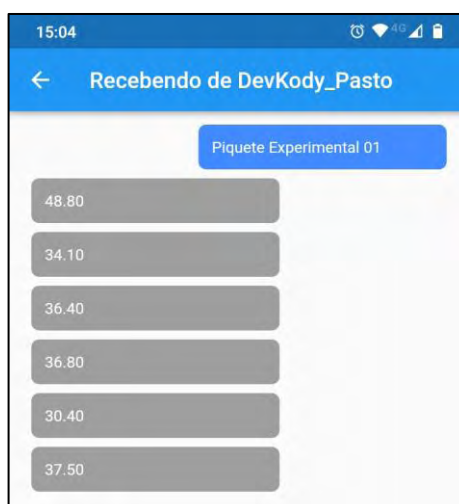 15:04
4G
Recebendo de DevKody_Pasto
Piquete Experimental 01
48.80
34.10
36.40
36.80
30.40
37.50